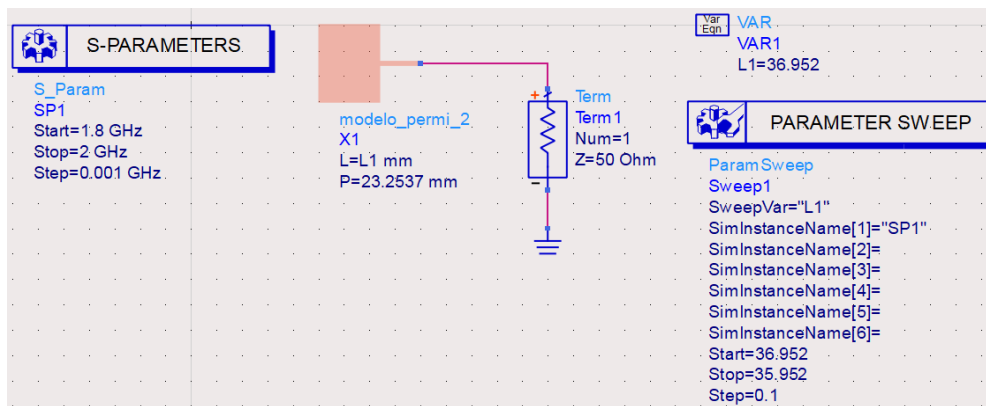 S-PARAMETERS
S_Param
SP1
Start=1.8 GHz
Stop=2 GHz
Step=0.001 GHz
modelo_permi_2
X1
L=L1 mm
P=23.2537 mm
+
Term
Term1
Num=1
Z=50 Ohm
-
Var
Eqn
VAR
VAR1
L1=36.952
PARAMETER SWEEP
ParamSweep
Sweep1
SweepVar="L1"
SimInstanceName[1]="SP1"
SimInstanceName[2]=
SimInstanceName[3]=
SimInstanceName[4]=
SimInstanceName[5]=
SimInstanceName[6]=
Start=36.952
Stop=35.952
Step=0.1